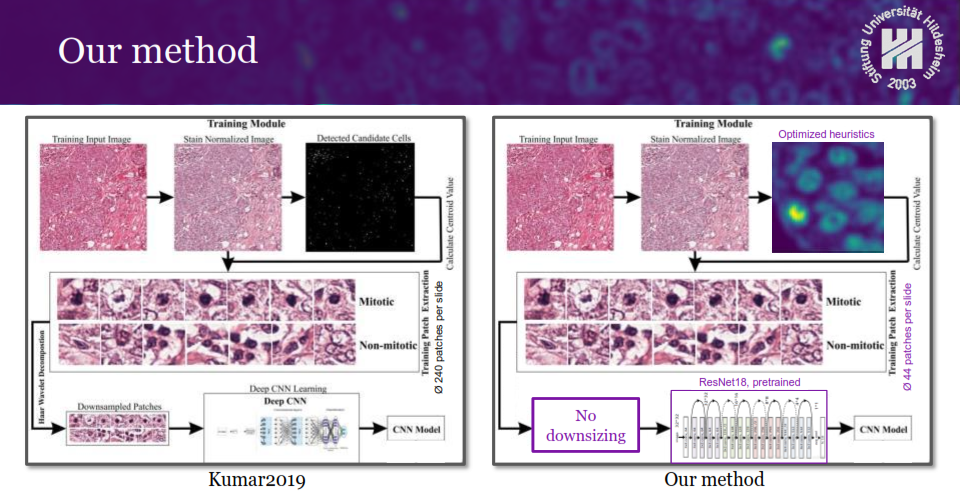 Our method
Stiftung Universität Hildesheim
2003
Training Module
Training Input Image
Stain Normalized Image
Detected Candidate Cells
Calculate Centroid Value
Mitotic
Non-mitotic
Training Patch Extraction
Ø 240 patches per slide
Haar Wavelet Decompostion
Downsampled Patches
Deep CNN Learning
Deep CNN
CNN Model
Kumar2019
Training Module
Training Input Image
Stain Normalized Image
Optimized heuristics
Calculate Centroid Value
Mitotic
Non-mitotic
Training Patch Extraction
Ø 44 patches per slide
No
downsizing
ResNet18, pretrained
CNN Model
Our method